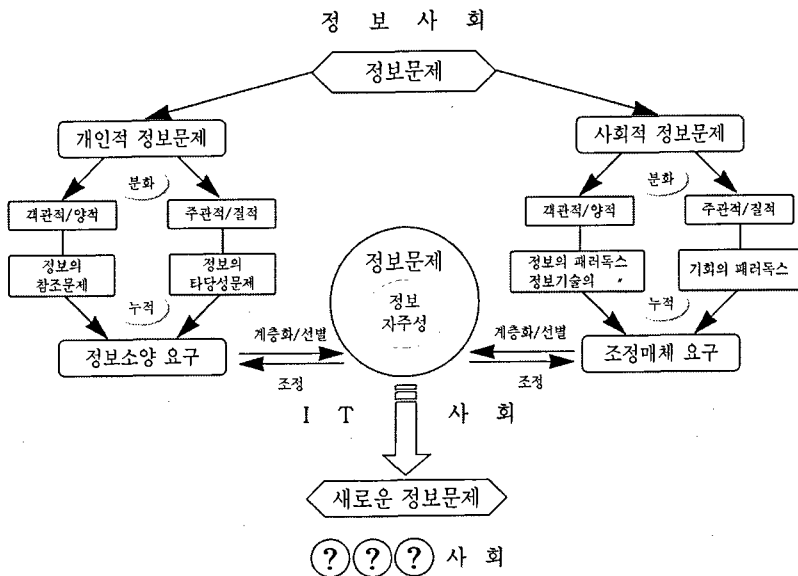 정 보 사 회
정보문제
개인적 정보문제
사회적 정보문제
분화
분화
객관적/양적
주관적/질적
객관적/양적
주관적/질적
정보의
참조문제
정보의
타당성문제
정보문제
정보
자주성
정보의 패러독스
정보기술의 〃
기회의 패러독스
누적
누적
정보소양 요구
계층화/선별
조정
계층화/선별
조정
조정매체 요구
I T 사 회
새로운 정보문제
? ? ? 사 회